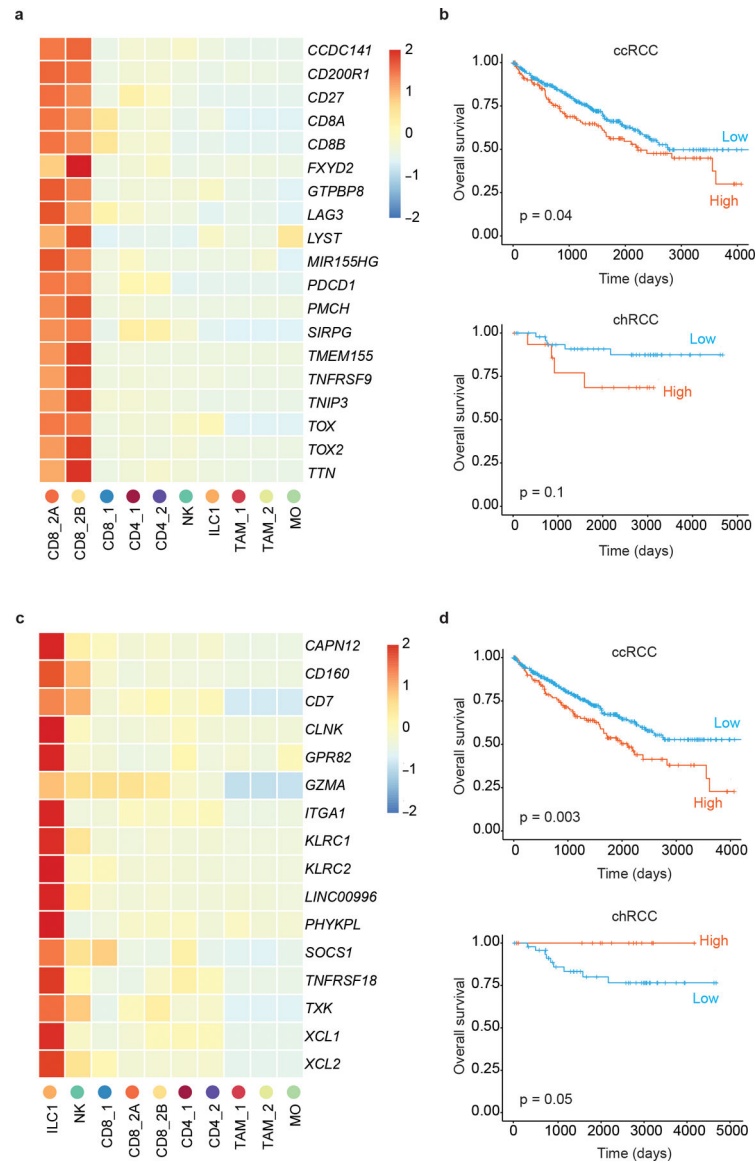 a
CCDC141
CD200R1
CD27
CD8A
CD8B
FXYD2
GTPBP8
LAG3
LYST
MIR155HG
PDCD1
PMCH
SIRPG
TMEM155
TNFRSF9
TNIP3
TOX
TOX2
TTN
2
1
0
−1
−2
CD8_2A
CD8_2B
CD8_1
CD4_1
CD4_2
NK
ILC1
TAM_1
TAM_2
MO
b
ccRCC
Overall survival
1.00
0.75
0.50
0.25
0.00
Low
High
p = 0.04
0 1000 2000 3000 4000
Time (days)
chRCC
Overall survival
1.00
0.75
0.50
0.25
0.00
Low
High
p = 0.1
0 1000 2000 3000 4000 5000
Time (days)
c
CAPN12
CD160
CD7
CLNK
GPR82
GZMA
ITGA1
KLRC1
KLRC2
LINC00996
PHYKPL
SOCS1
TNFRSF18
TXK
XCL1
XCL2
2
1
0
−1
−2
ILC1
NK
CD8_1
CD8_2A
CD8_2B
CD4_1
CD4_2
TAM_1
TAM_2
MO
d
ccRCC
Overall survival
1.00
0.75
0.50
0.25
0.00
Low
High
p = 0.003
0 1000 2000 3000 4000
Time (days)
chRCC
Overall survival
1.00
0.75
0.50
0.25
0.00
High
Low
p = 0.05
0 1000 2000 3000 4000 5000
Time (days)